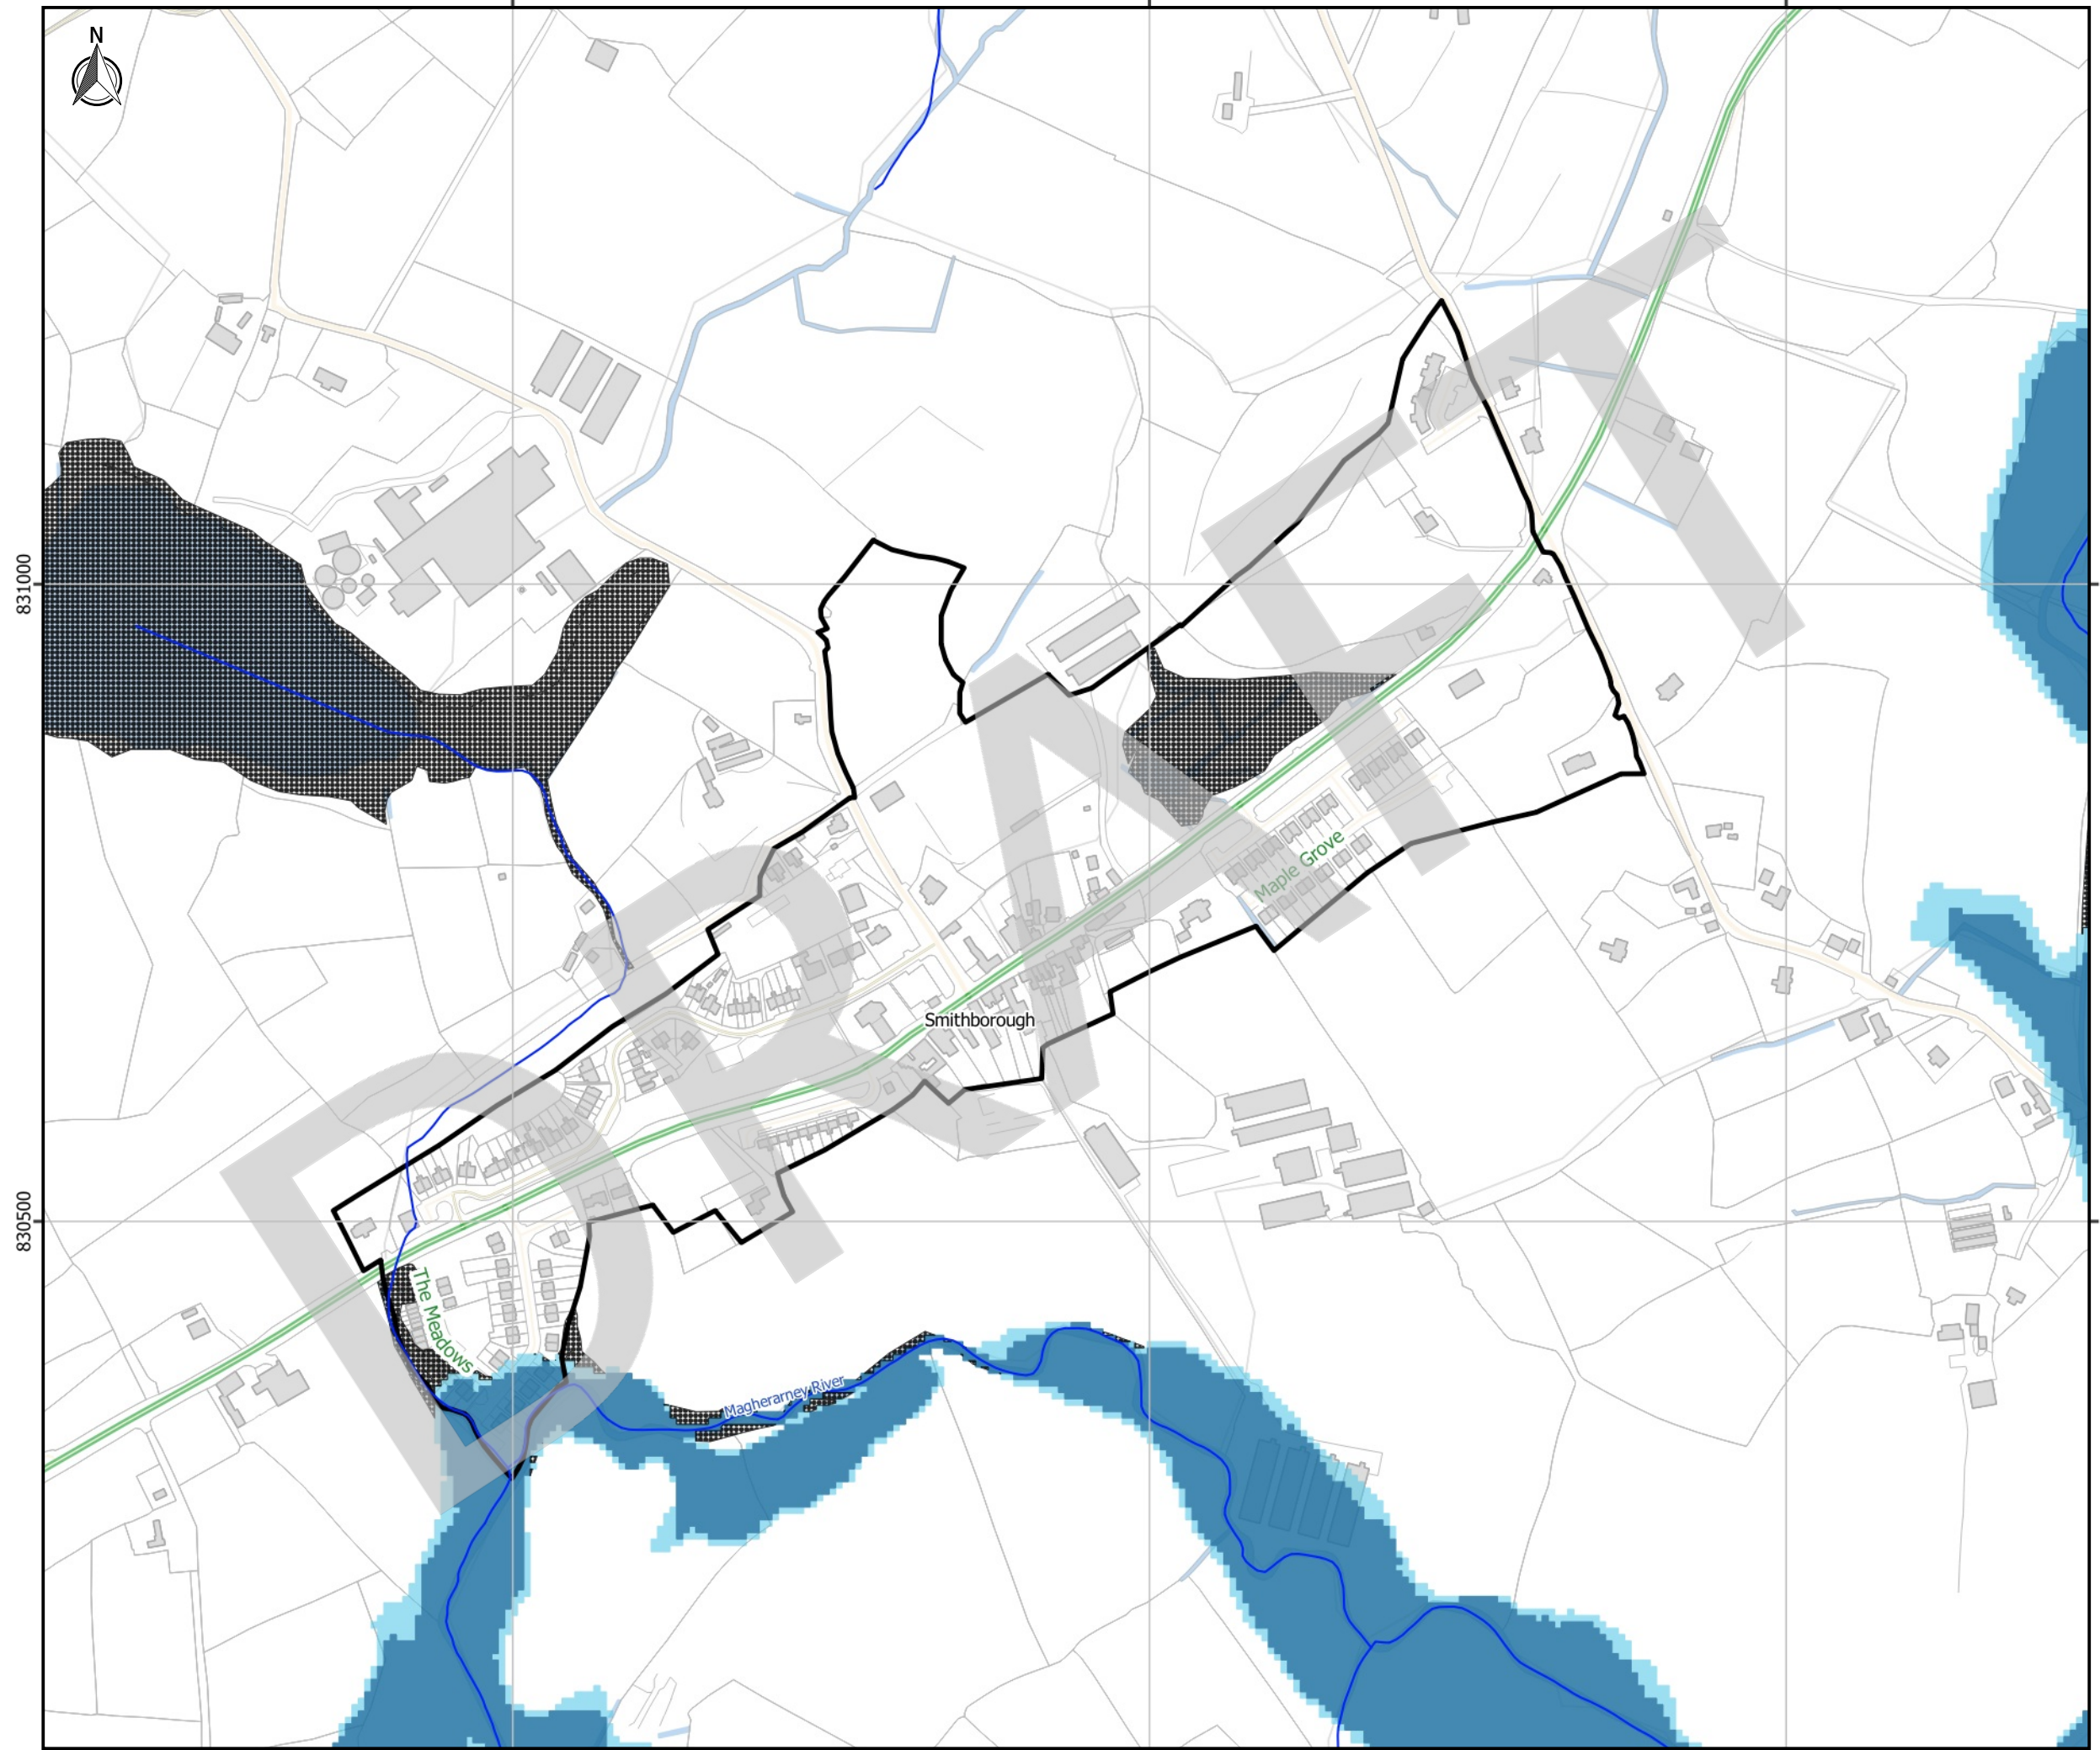 N
831000
Maple Grove
Smithborough
830500
The Meadows
Magherarney River
DRAFT